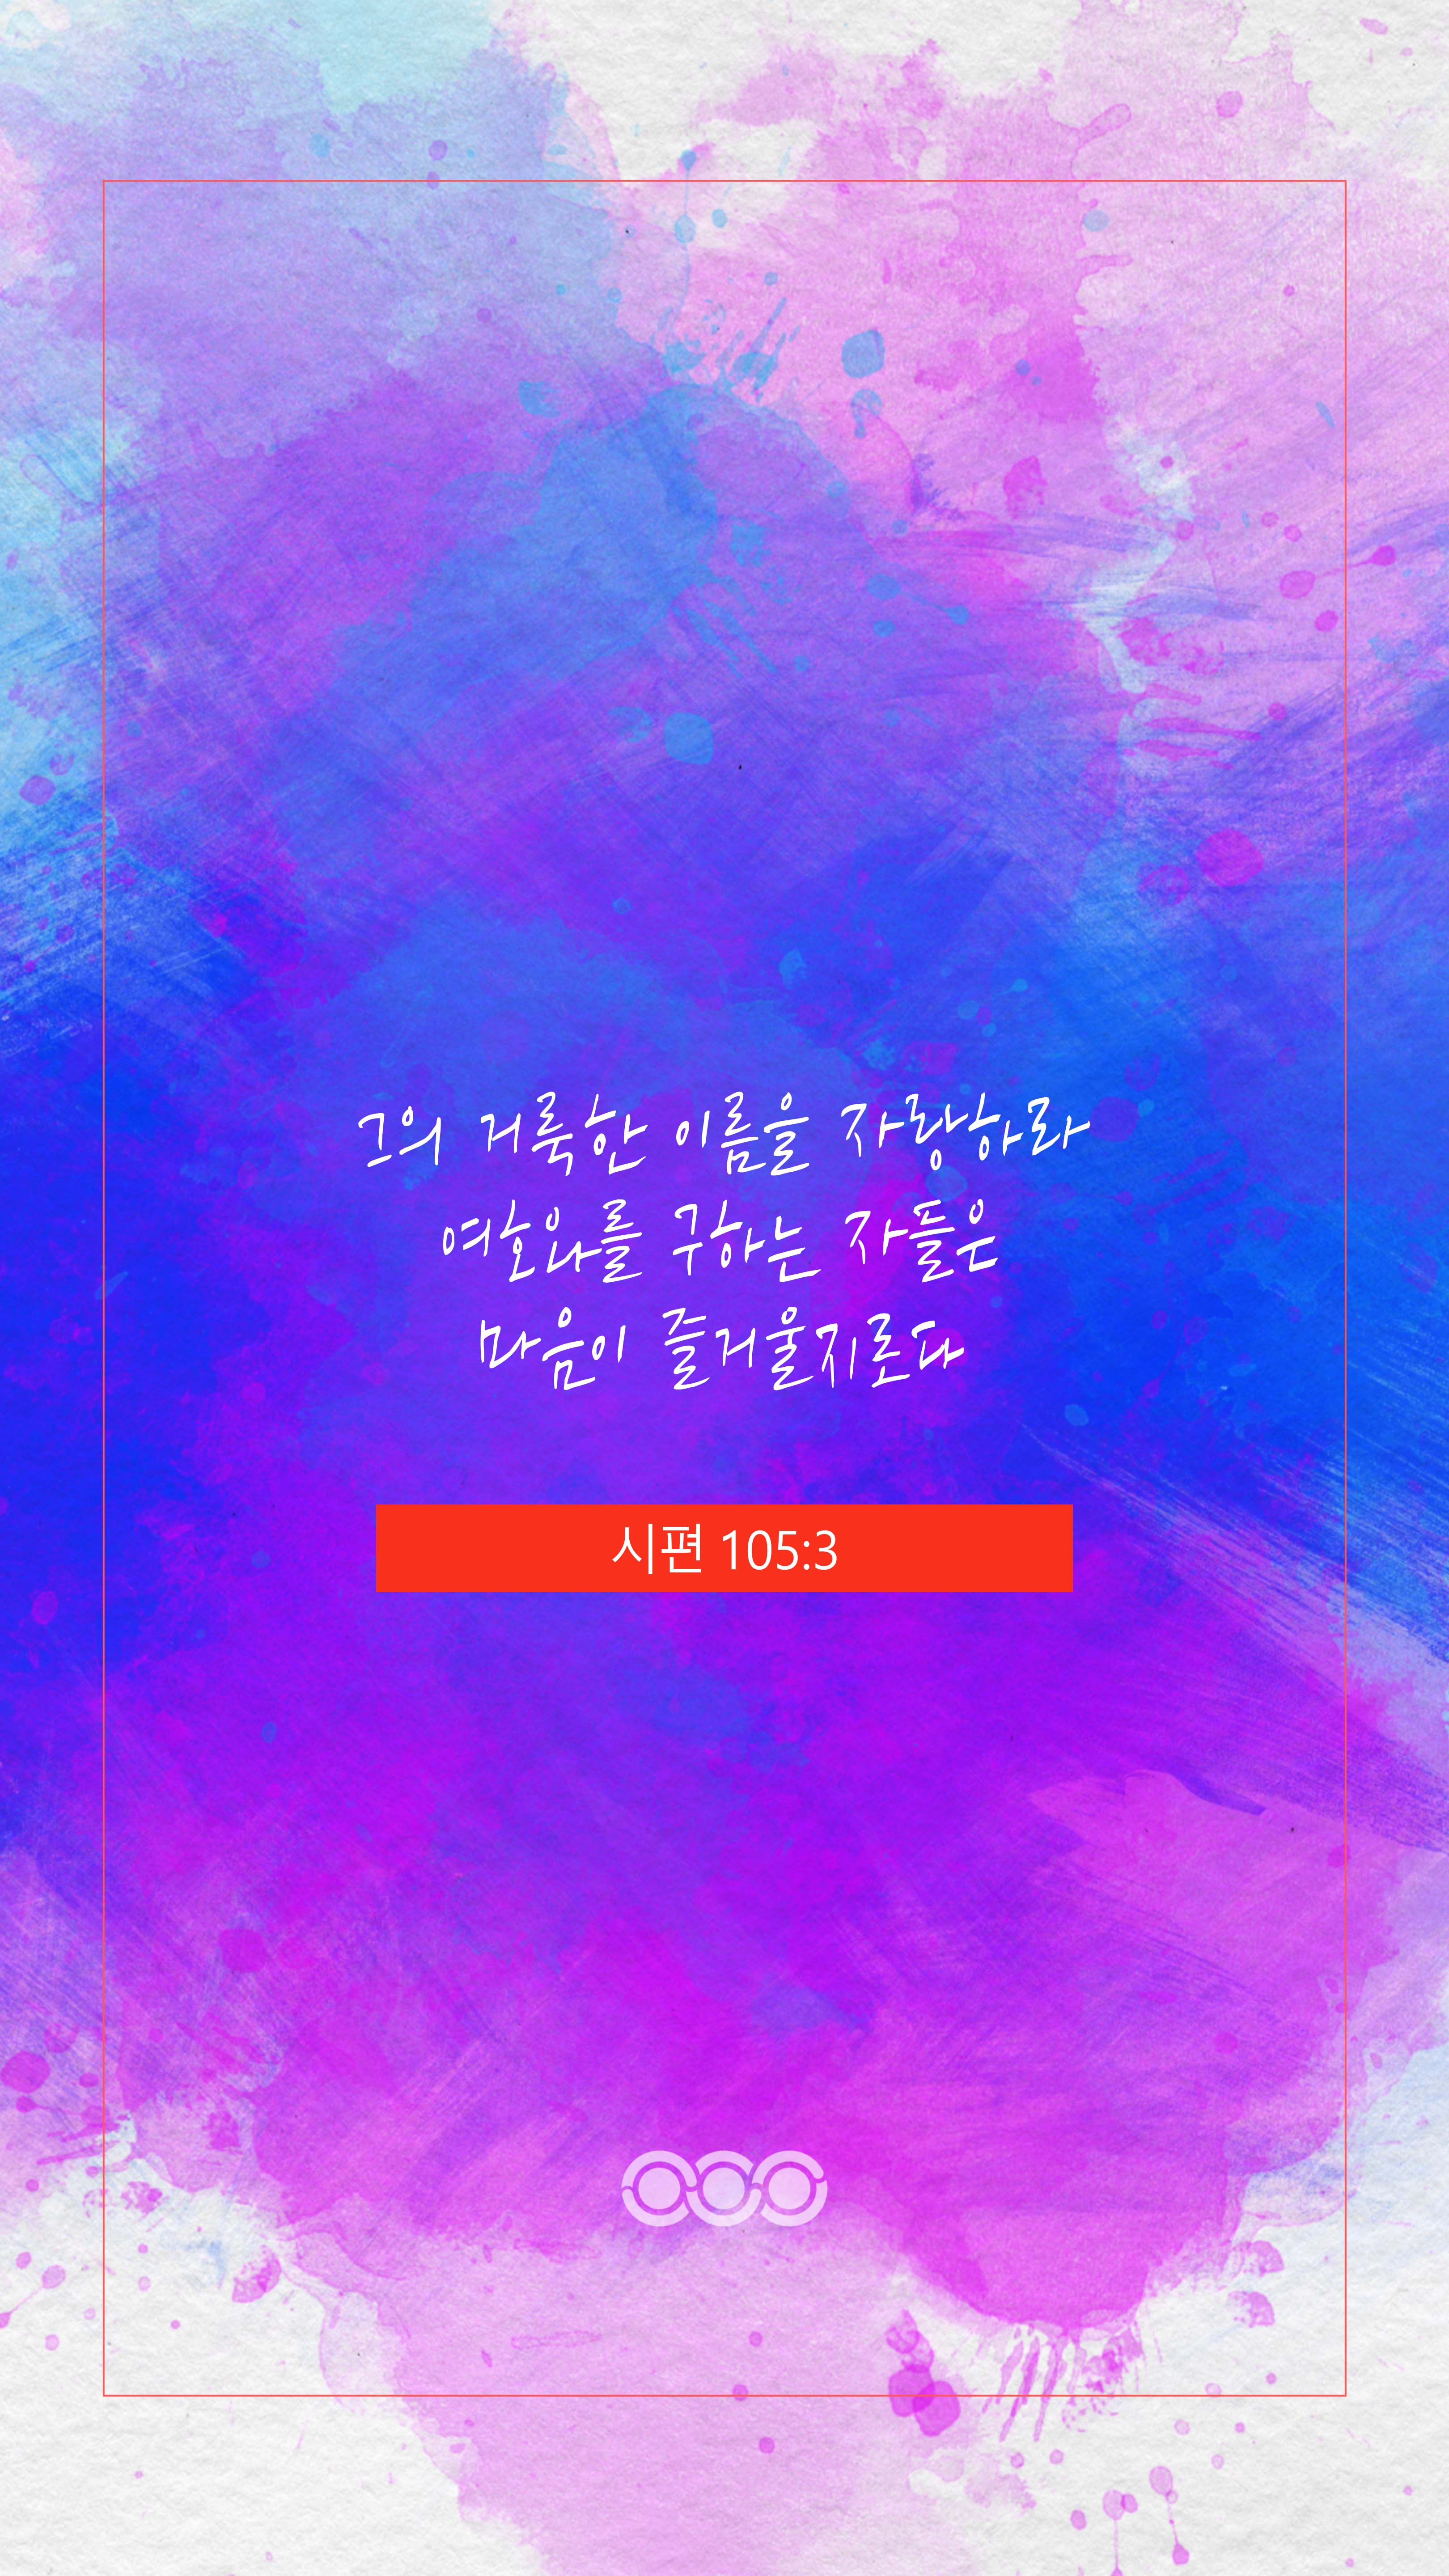 그의 거룩한 이름을 자랑하라
여호와를 구하는 자들은
마음이 즐거울지로다
시편 105:3